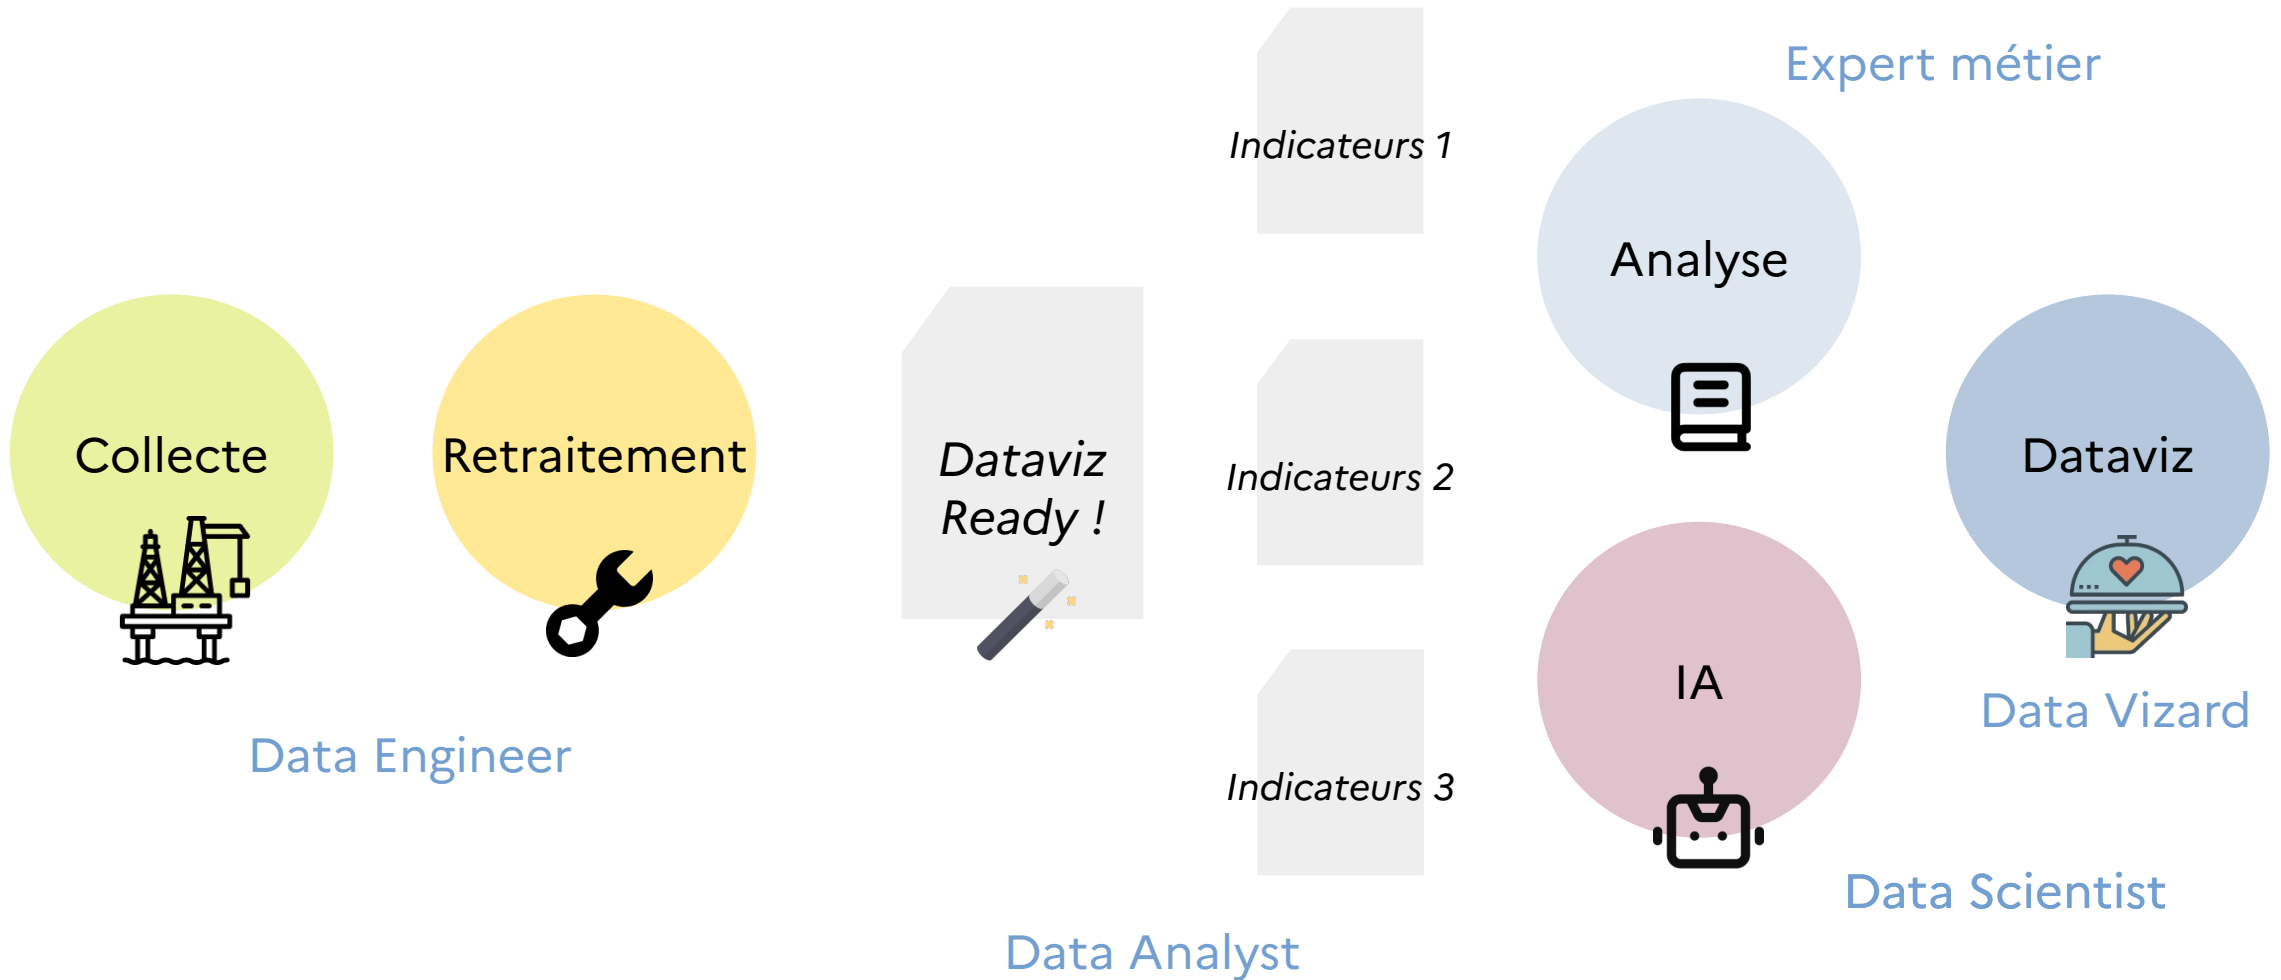 Collecte
Retraitement
Data Engineer
Dataviz
Ready !
Indicateurs 1
Indicateurs 2
Indicateurs 3
Data Analyst
Expert métier
Analyse
IA
Data Scientist
Dataviz
Data Vizard